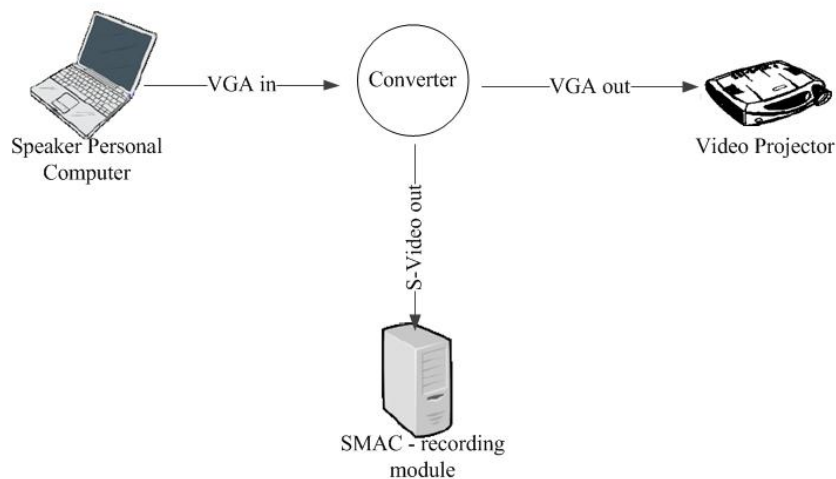 VGA in
Converter
VGA out
Speaker Personal
Computer
Video Projector
S-Video out
SMAC - recording
module